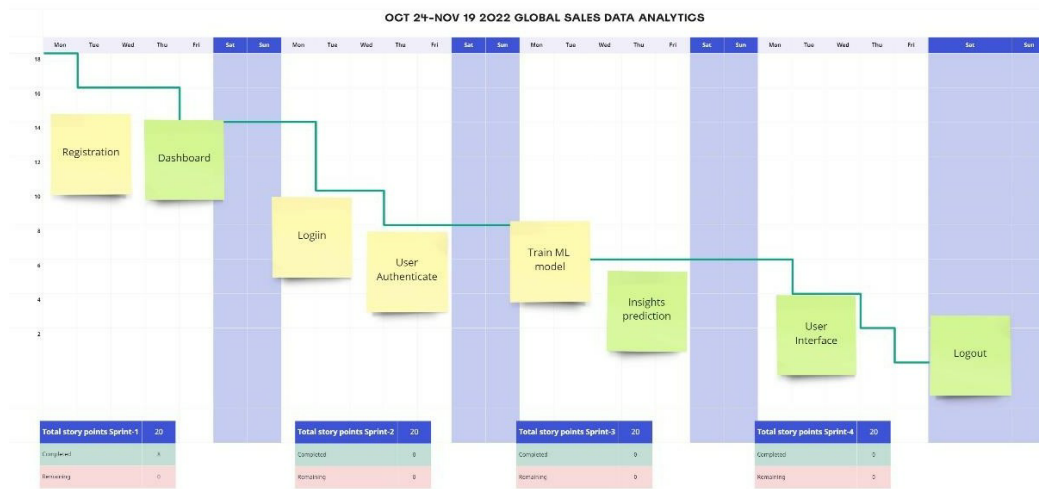 OCT 24-NOV 19 2022 GLOBAL SALES DATA ANALYTICS
Mon Tue Wed Thu Fri Sat Sun Mon Tue Wed Thu Fri Sat Sun Mon Tue Wed Thu Fri Sat Sun Mon Tue Wed Thu Fri Sat Sun
18
16
14
12
10
8
6
4
2
Registration
Dashboard
Logiin
User
Authenticate
Train ML
model
Insights
prediction
User
Interface
Logout
Total story points Sprint-1 20
Completed
Remaining 0
Total story points Sprint-2 20
Completed
Remaining
Total story points Sprint-3 20
Completed 0
Remaining 0
Total story points Sprint-4 20
Completed 0
Remaining 0